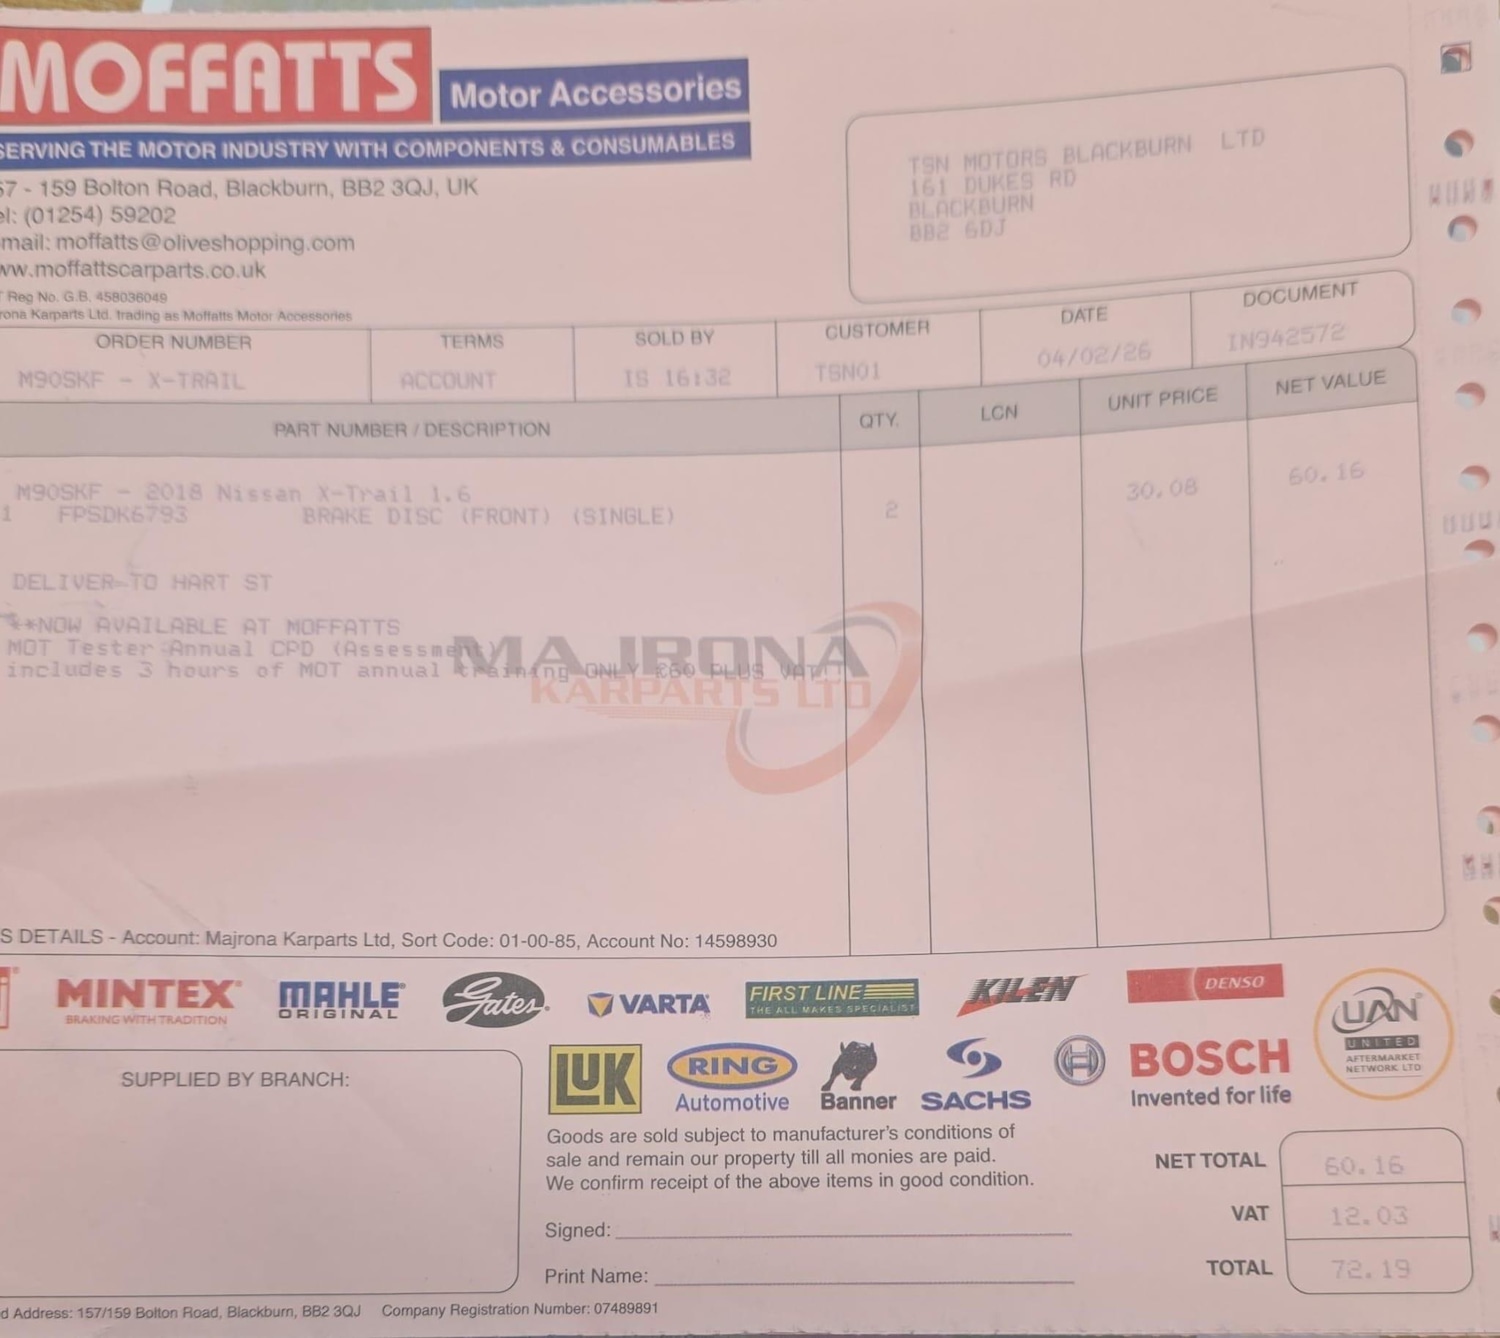 MOFFATTS
Motor Accessories
SERVING THE MOTOR INDUSTRY WITH COMPONENTS & CONSUMABLES
57 - 159 Bolton Road, Blackburn, BB2 3QJ, UK
el: (01254) 59202
mail: moffatts@oliveshopping.com
ww.moffattscarparts.co.uk
Reg No. G.B. 458036049
rona Karparts Ltd. trading as Moffatts Motor Accessories
TSN MOTORS BLACKBURN LTD
161 DUKES RD
BLACKBURN
BB2 6DJ
ORDER NUMBER TERMS SOLD BY CUSTOMER DATE DOCUMENT
M90SKF - X-TRAIL ACCOUNT IS 16:32 TSN01 04/02/26 IN942572
PART NUMBER / DESCRIPTION QTY. LCN UNIT PRICE NET VALUE
M90SKF - 2018 Nissan X-Trail 1.6
1 FPSDK6793 BRAKE DISC (FRONT) (SINGLE) 2 30.08 60.16
DELIVER TO HART ST
**NOW AVAILABLE AT MOFFATTS
MOT Tester Annual CPD (Assessment)
includes 3 hours of MOT annual training ONLY £60 PLUS VAT
MAJRONA
KARPARTS LTD
S DETAILS - Account: Majrona Karparts Ltd, Sort Code: 01-00-85, Account No: 14598930
MINTEX
BRAKING WITH TRADITION
MAHLE
ORIGINAL
Gates
VARTA
FIRST LINE
THE ALL MAKES SPECIALIST
KILEN
DENSO
UAN
UNITED
AFTERMARKET
NETWORK LTD
LUK
RING
Automotive
Banner
SACHS
BOSCH
Invented for life
SUPPLIED BY BRANCH:
Goods are sold subject to manufacturer's conditions of
sale and remain our property till all monies are paid.
We confirm receipt of the above items in good condition.
Signed:
Print Name:
NET TOTAL 60.16
VAT 12.03
TOTAL 72.19
d Address: 157/159 Bolton Road, Blackburn, BB2 3QJ Company Registration Number: 07489891